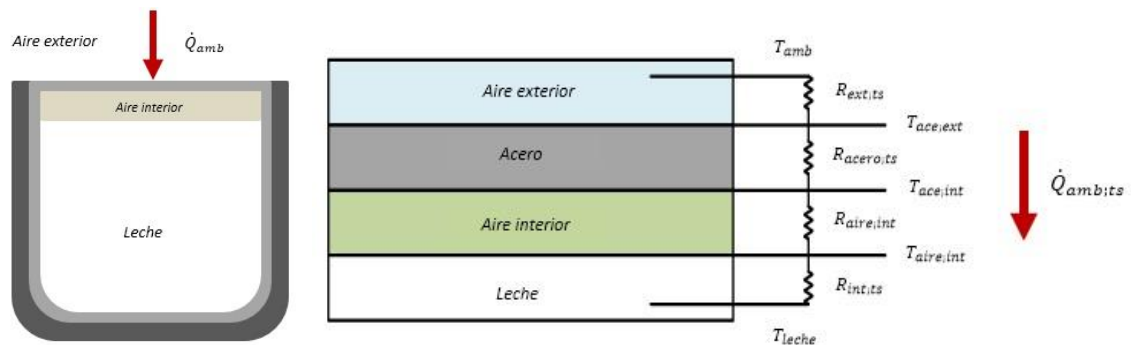 Aire exterior
Q̇amb
Aire interior
Leche
Tamb
Aire exterior
Rext;ts
Tace;ext
Acero
Racero;ts
Tace;int
Q̇amb;ts
Aire interior
Raire;int
Taire;int
Leche
Rint;ts
Tleche